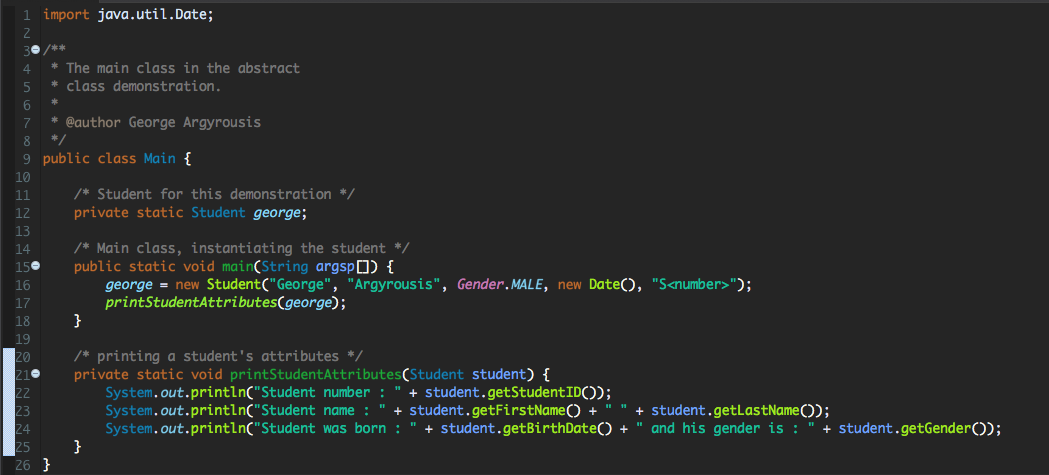 1 import java.util.Date;
2
3 /**
4 * The main class in the abstract
5 * class demonstration.
6 *
7 * @author George Argyrousis
8 */
9 public class Main {
10
11 /* Student for this demonstration */
12 private static Student george;
13
14 /* Main class, instantiating the student */
15 public static void main(String argsp[]) {
16 george = new Student("George", "Argyrousis", Gender.MALE, new Date(), "S<number>");
17 printStudentAttributes(george);
18 }
19
20 /* printing a student's attributes */
21 private static void printStudentAttributes(Student student) {
22 System.out.println("Student number : " + student.getStudentID());
23 System.out.println("Student name : " + student.getFirstName() + " " + student.getLastName());
24 System.out.println("Student was born : " + student.getBirthDate() + " and his gender is : " + student.getGender());
25 }
26 }